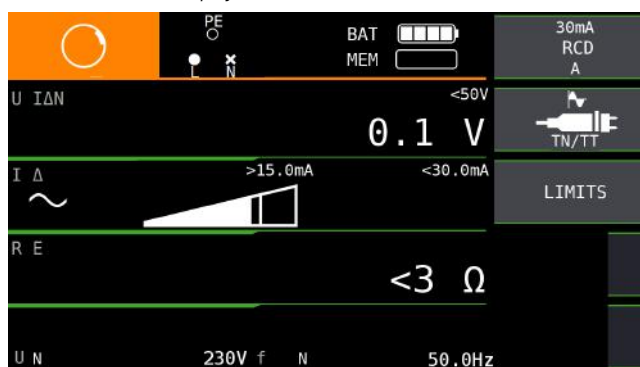 PE
L N
BAT
MEM
30mA
RCD
A
U IΔN
<50V
0.1 V
TN/TT
I Δ
>15.0mA
<30.0mA
LIMITS
R E
<3 Ω
U N 230V f N 50.0Hz